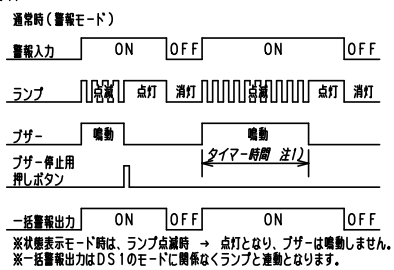 通常時(警報モード)
警報入力 ON OFF ON OFF
ランプ 点滅 点灯 消灯 点滅 点灯 消灯
ブザー 鳴動 鳴動
タイマー時間 注1)
ブザー停止用
押しボタン
一括警報出力 ON OFF ON OFF
※状態表示モード時は、ランプ点滅時 → 点灯となり、ブザーは鳴動しません。
※一括警報出力はDS1のモードに関係なくランプと連動となります。